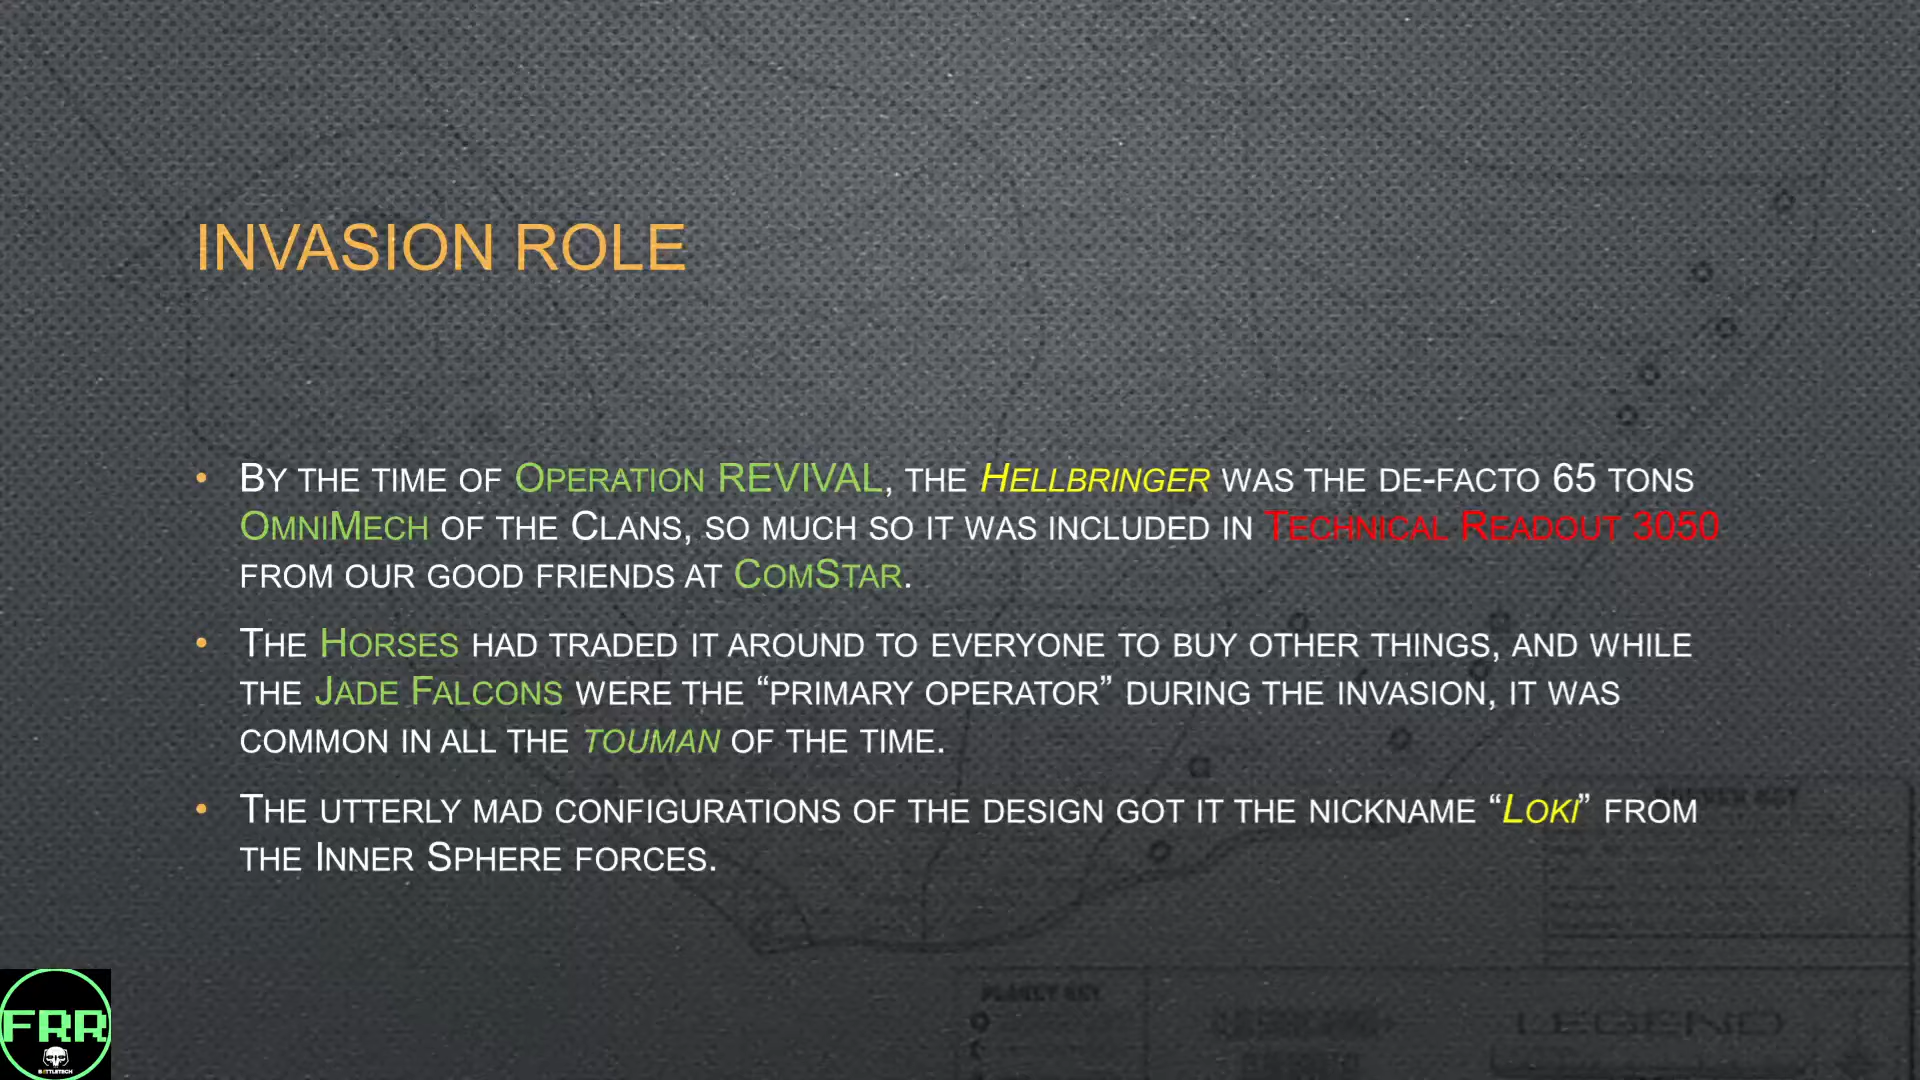 INVASION ROLE
• BY THE TIME OF OPERATION REVIVAL, THE HELLBRINGER WAS THE DE-FACTO 65 TONS
OMNIMECH OF THE CLANS, SO MUCH SO IT WAS INCLUDED IN TECHNICAL READOUT 3050
FROM OUR GOOD FRIENDS AT COMSTAR.
• THE HORSES HAD TRADED IT AROUND TO EVERYONE TO BUY OTHER THINGS, AND WHILE
THE JADE FALCONS WERE THE “PRIMARY OPERATOR” DURING THE INVASION, IT WAS
COMMON IN ALL THE TOUMAN OF THE TIME.
• THE UTTERLY MAD CONFIGURATIONS OF THE DESIGN GOT IT THE NICKNAME “LOKI” FROM
THE INNER SPHERE FORCES.
PLANET KEY
LEGEND
FRR
BATTLETECH